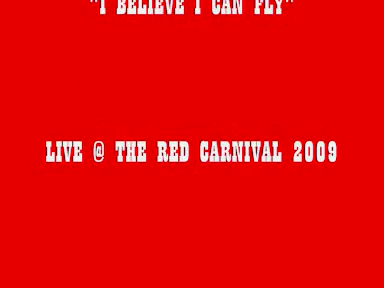 "I BELIEVE I CAN FLY"
LIVE @ THE RED CARNIVAL 2009